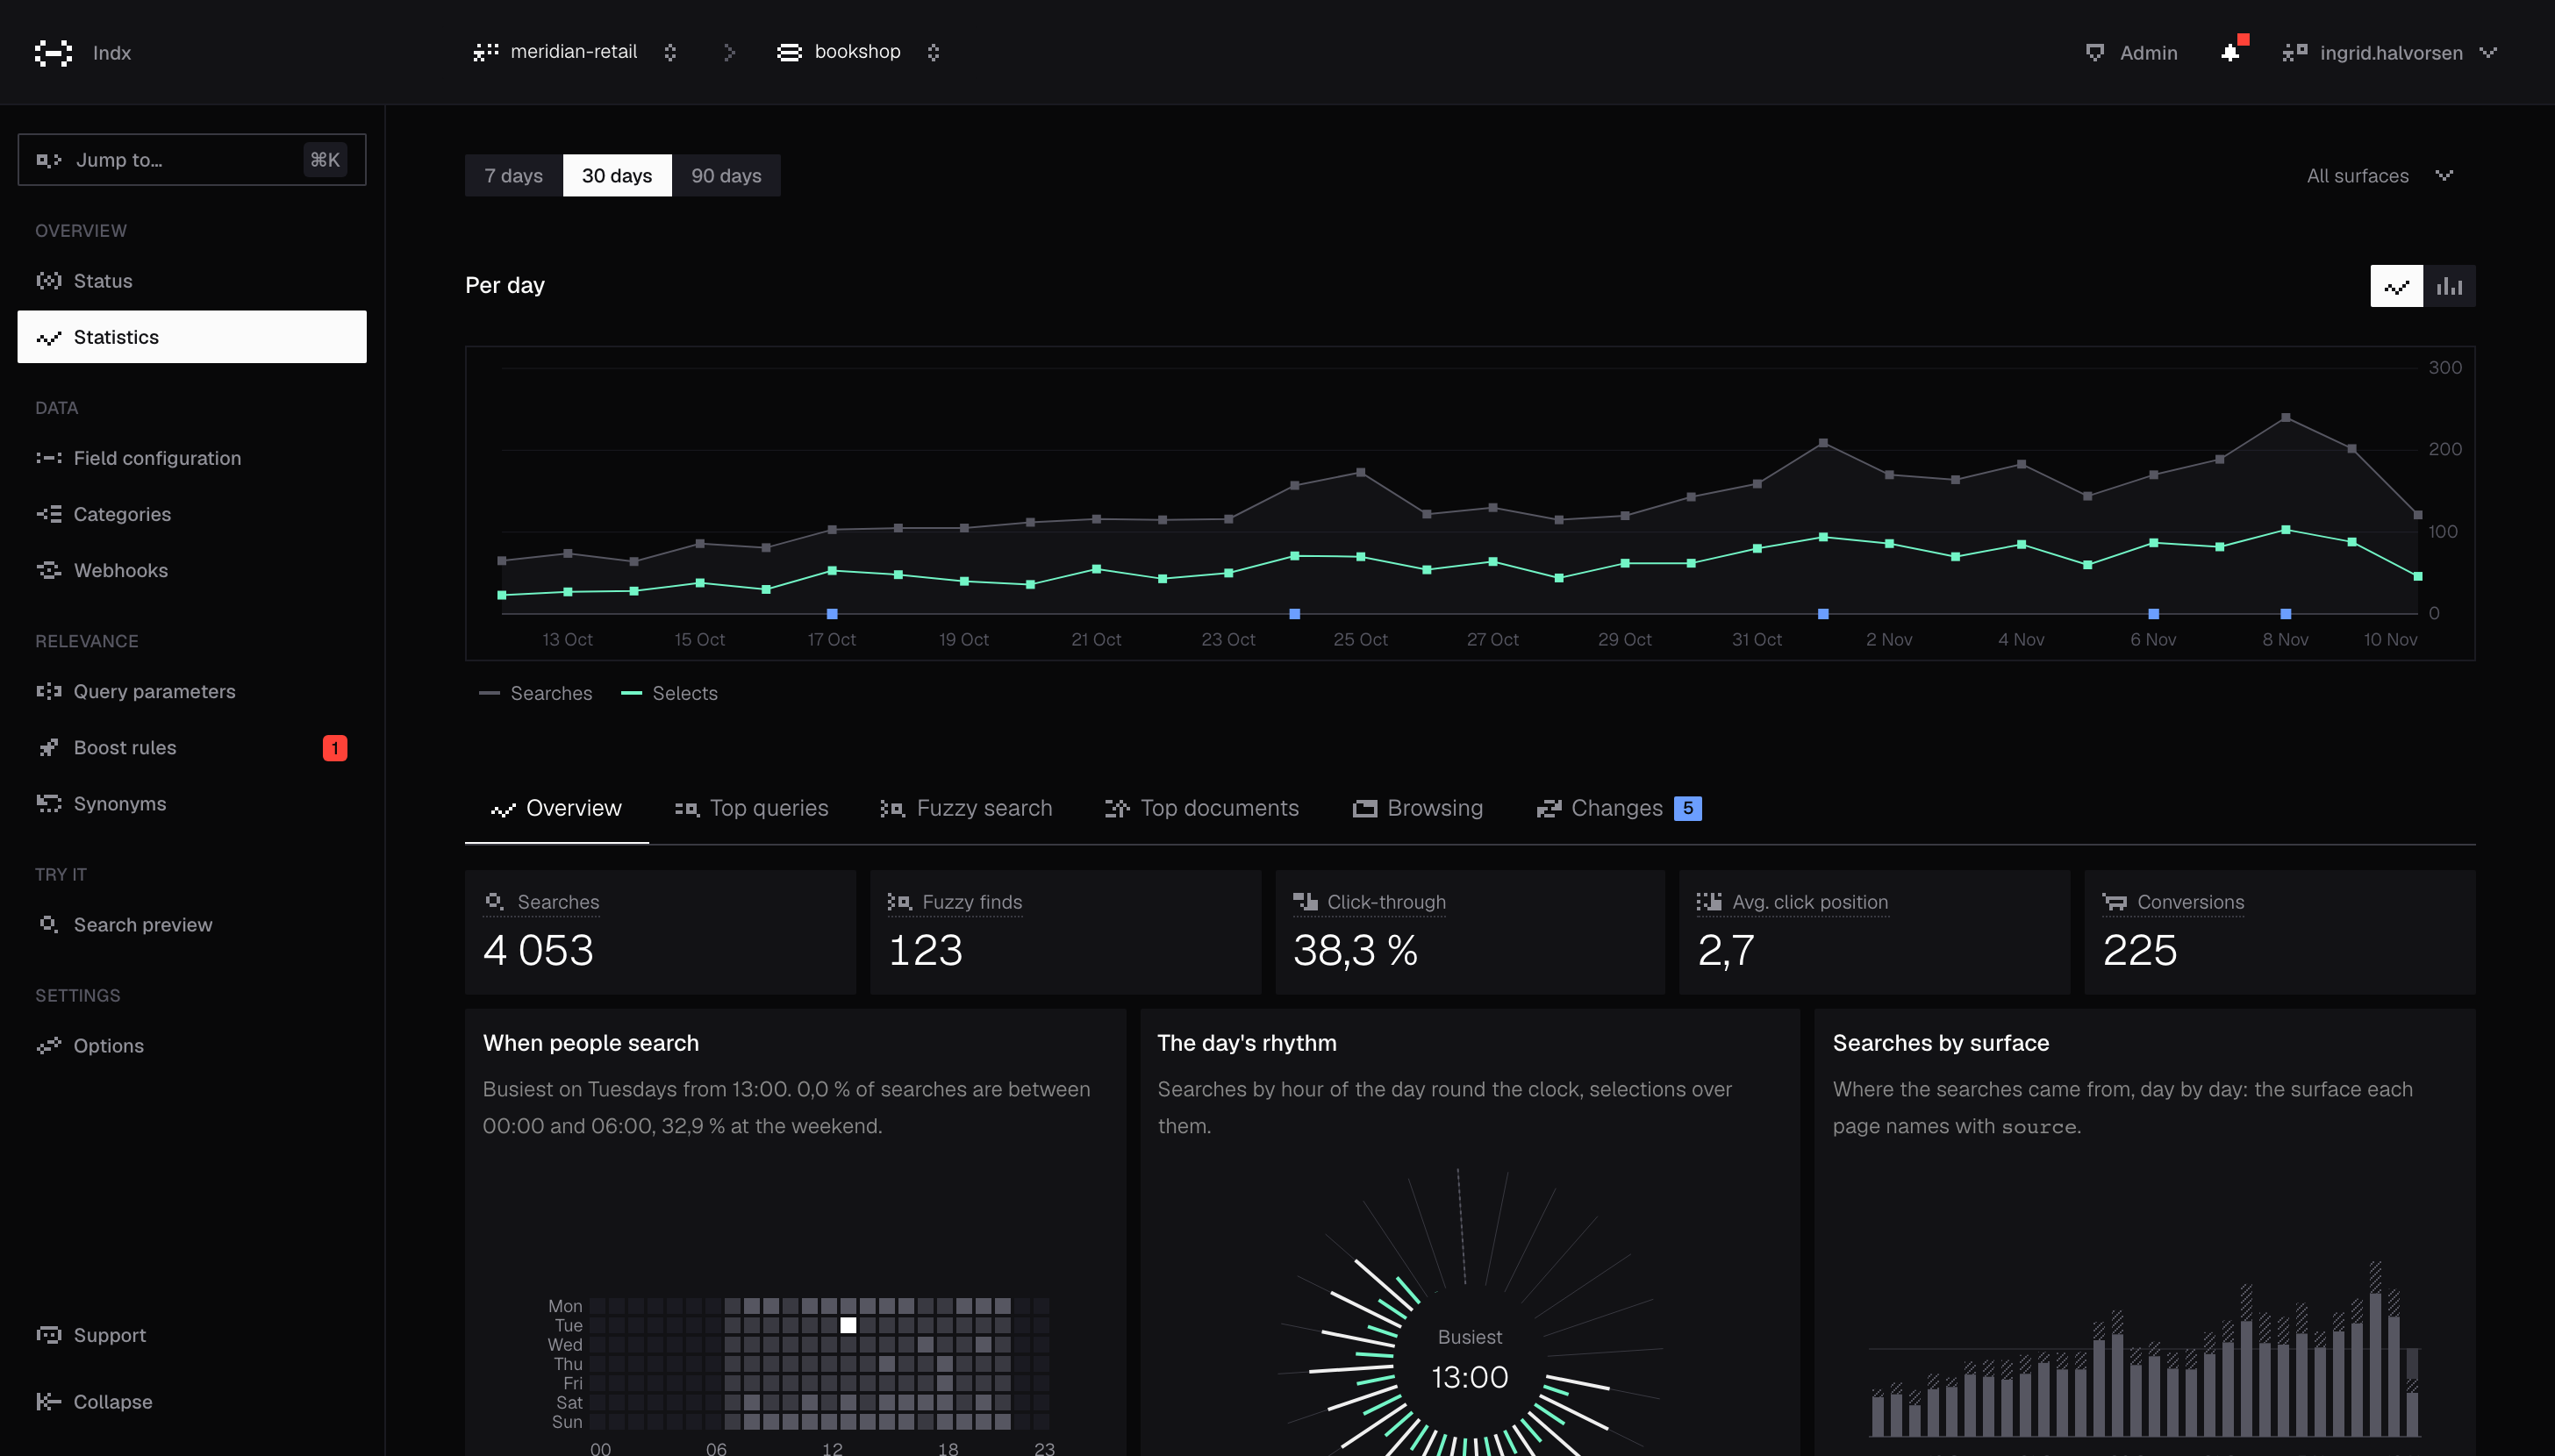 Indx
meridian-retail
bookshop
Admin
ingrid.halvorsen
Jump to...
⌘K
OVERVIEW
Status
Statistics
DATA
Field configuration
Categories
Webhooks
RELEVANCE
Query parameters
Boost rules
1
Synonyms
TRY IT
Search preview
SETTINGS
Options
Support
Collapse
7 days
30 days
90 days
All surfaces
Per day
300
200
100
0
13 Oct
15 Oct
17 Oct
19 Oct
21 Oct
23 Oct
25 Oct
27 Oct
29 Oct
31 Oct
2 Nov
4 Nov
6 Nov
8 Nov
10 Nov
Searches
Selects
Overview
Top queries
Fuzzy search
Top documents
Browsing
Changes
5
Searches
4 053
Fuzzy finds
123
Click-through
38,3 %
Avg. click position
2,7
Conversions
225
When people search
Busiest on Tuesdays from 13:00. 0,0 % of searches are between
00:00 and 06:00, 32,9 % at the weekend.
Mon
Tue
Wed
Thu
Fri
Sat
Sun
00
06
12
18
23
The day's rhythm
Searches by hour of the day round the clock, selections over
them.
Busiest
13:00
Searches by surface
Where the searches came from, day by day: the surface each
page names with source.